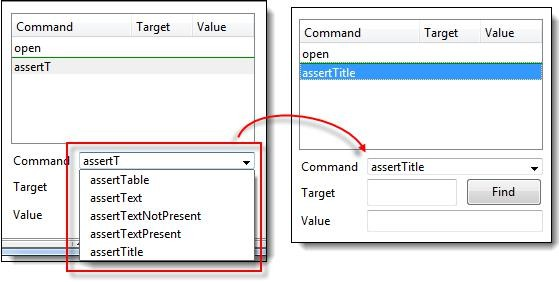 Command Target Value
open
assertT
Command assertT
assertTable
Target
assertText
Value
assertTextNotPresent
assertTextPresent
assertTitle
Command Target Value
open
assertTitle
Command assertTitle
Target Find
Value